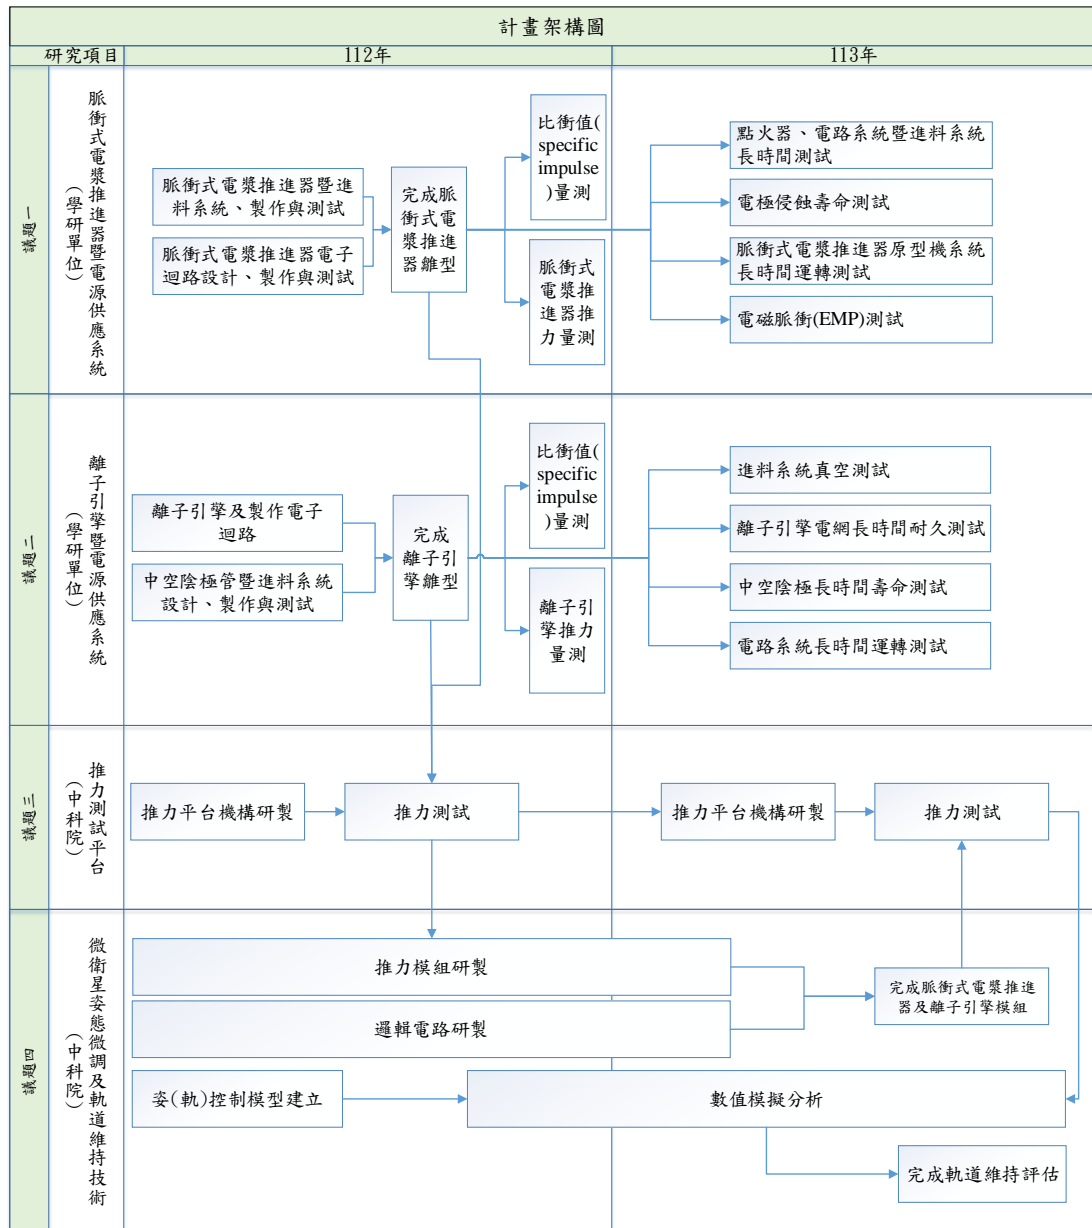 計畫架構圖
研究項目
112年
113年
議題一
脈衝式電漿推進器暨電源供應系統
(學研單位)
脈衝式電漿推進器暨進
料系統、製作與測試
脈衝式電漿推進器電子
迴路設計、製作與測試
完成脈
衝式電
漿推進
器雛型
比衝值(
specific
impulse
)量測
脈衝式
電漿推
進器推
力量測
點火器、電路系統暨進料系統
長時間測試
電極侵蝕壽命測試
脈衝式電漿推進器原型機系統
長時間運轉測試
電磁脈衝(EMP)測試
議題二
離子引擎暨電源供應系統
(學研單位)
離子引擎及製作電子
迴路
中空陰極管暨進料系統
設計、製作與測試
完成
離子引
擎雛型
比衝值(
specific
impulse
)量測
離子引
擎推力
量測
進料系統真空測試
離子引擎電網長時間耐久測試
中空陰極長時間壽命測試
電路系統長時間運轉測試
議題三
推力測試平台
(中科院)
推力平台機構研製
推力測試
推力平台機構研製
推力測試
議題四
微衛星姿態微調及軌道維持技術
(中科院)
推力模組研製
邏輯電路研製
完成脈衝式電漿推進
器及離子引擎模組
姿(軌)控制模型建立
數值模擬分析
完成軌道維持評估